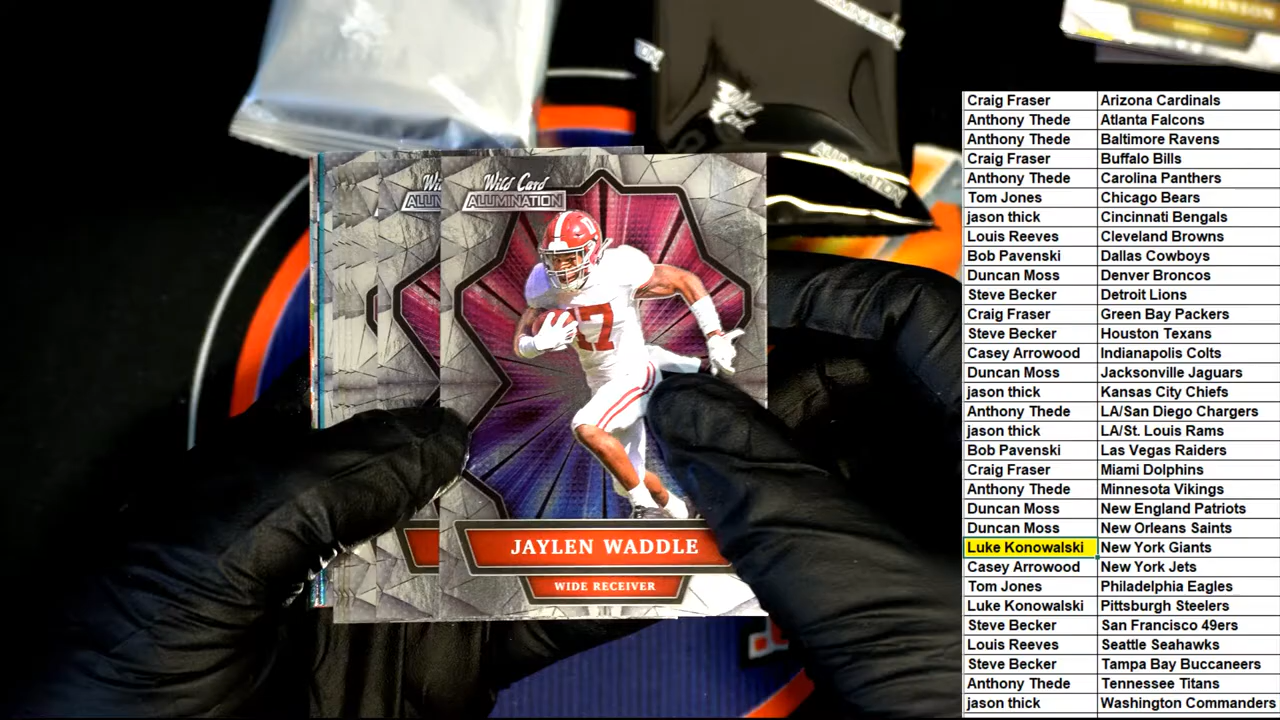 ROBINSON
Wild Card
ALUMINATION
Wild Card
ALLUMINATION
JAYLEN WADDLE
WIDE RECEIVER
17
Craig Fraser Arizona Cardinals
Anthony Thede Atlanta Falcons
Anthony Thede Baltimore Ravens
Craig Fraser Buffalo Bills
Anthony Thede Carolina Panthers
Tom Jones Chicago Bears
jason thick Cincinnati Bengals
Louis Reeves Cleveland Browns
Bob Pavenski Dallas Cowboys
Duncan Moss Denver Broncos
Steve Becker Detroit Lions
Craig Fraser Green Bay Packers
Steve Becker Houston Texans
Casey Arrowood Indianapolis Colts
Duncan Moss Jacksonville Jaguars
jason thick Kansas City Chiefs
Anthony Thede LA/San Diego Chargers
jason thick LA/St. Louis Rams
Bob Pavenski Las Vegas Raiders
Craig Fraser Miami Dolphins
Anthony Thede Minnesota Vikings
Duncan Moss New England Patriots
Duncan Moss New Orleans Saints
Luke Konowalski New York Giants
Casey Arrowood New York Jets
Tom Jones Philadelphia Eagles
Luke Konowalski Pittsburgh Steelers
Steve Becker San Francisco 49ers
Louis Reeves Seattle Seahawks
Steve Becker Tampa Bay Buccaneers
Anthony Thede Tennessee Titans
jason thick Washington Commanders